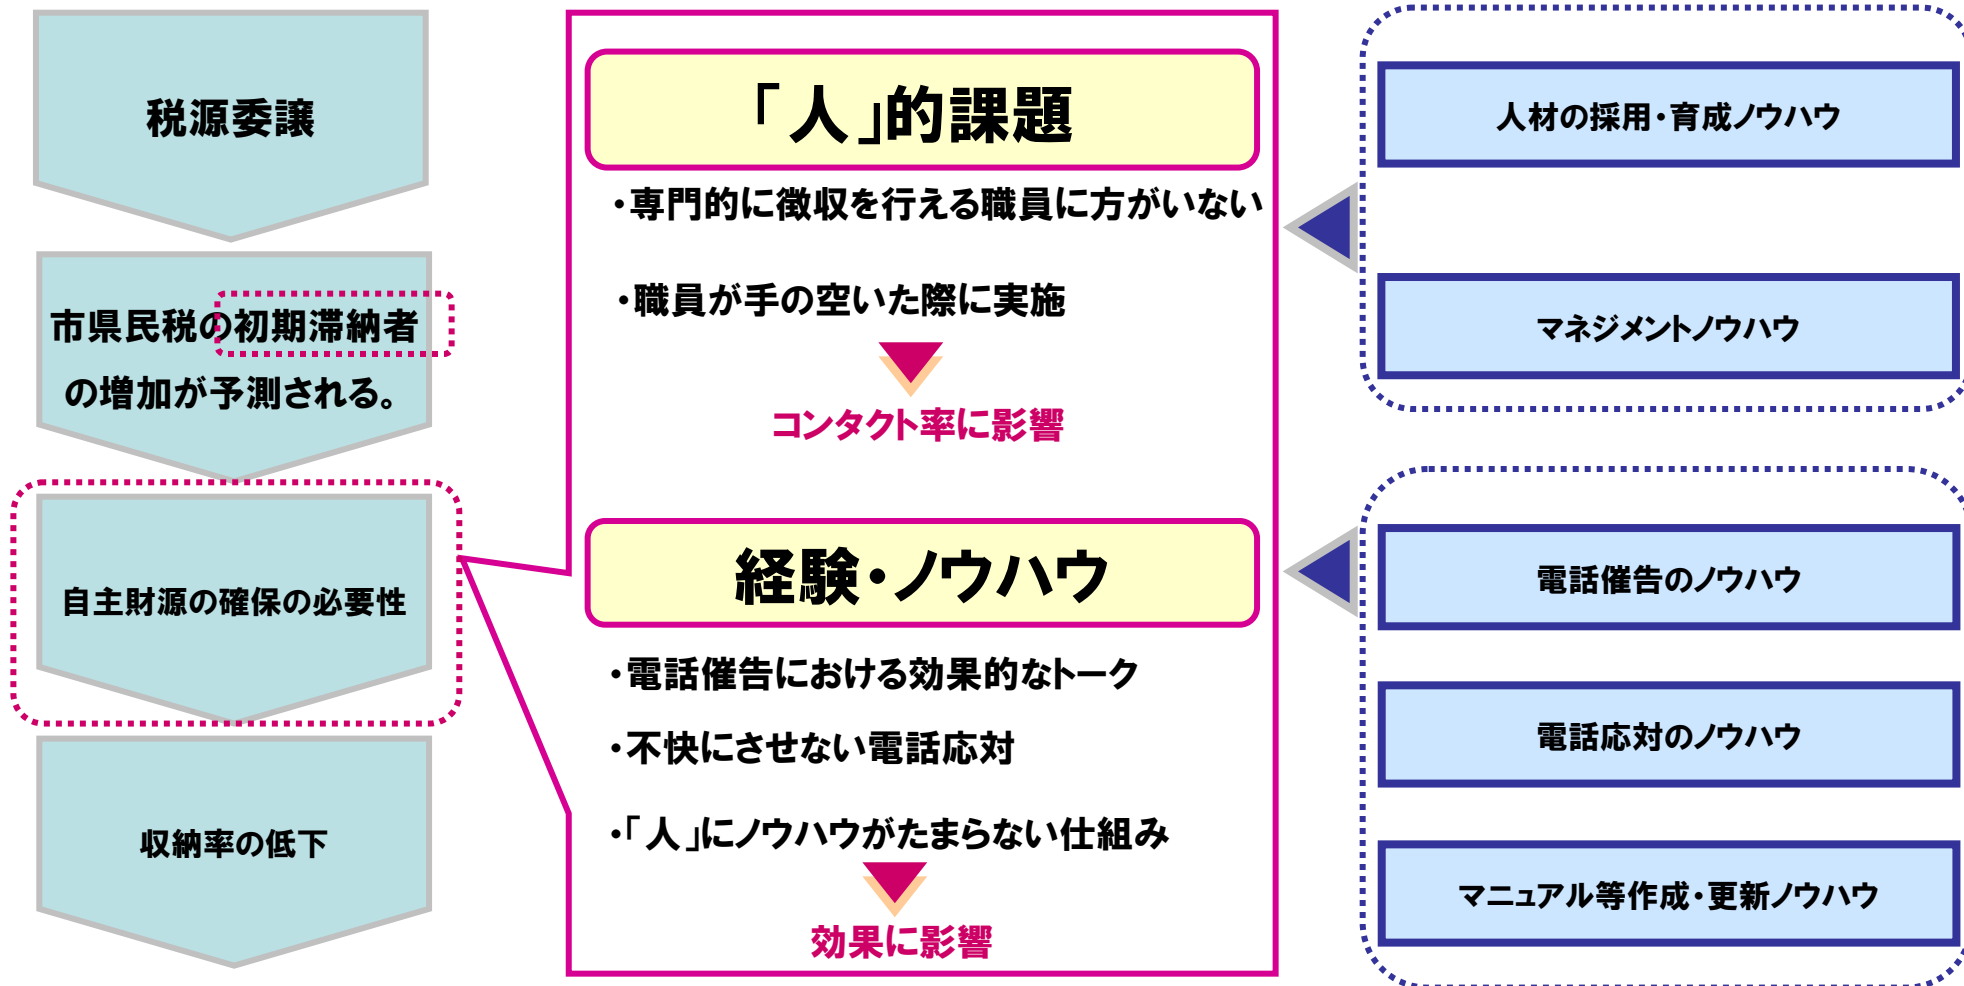 税源委譲
市県民税の初期滞納者
の増加が予測される。
自主財源の確保の必要性
収納率の低下
「人」的課題
・専門的に徴収を行える職員に方がいない
・職員が手の空いた際に実施
コンタクト率に影響
経験・ノウハウ
・電話催告における効果的なトーク
・不快にさせない電話応対
・「人」にノウハウがたまらない仕組み
効果に影響
人材の採用・育成ノウハウ
マネジメントノウハウ
電話催告のノウハウ
電話応対のノウハウ
マニュアル等作成・更新ノウハウ